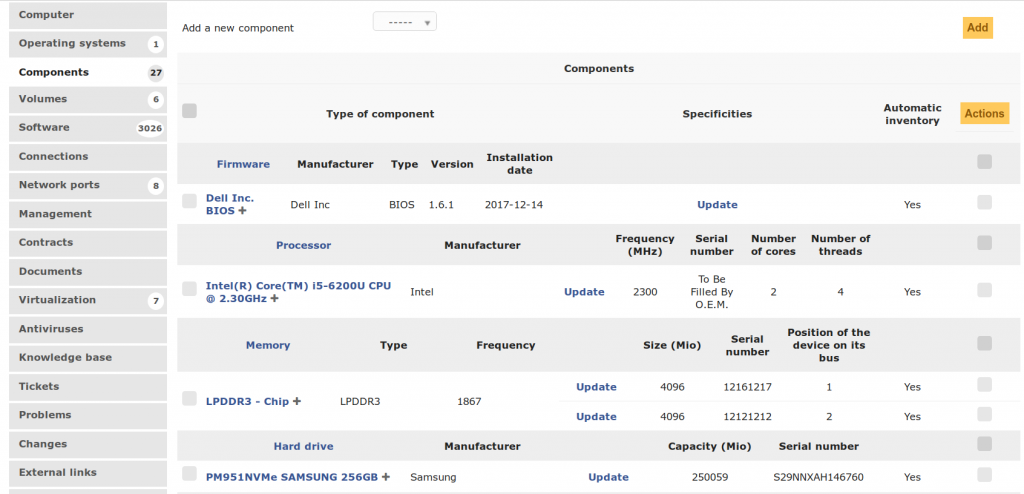 Computer
Operating systems 1
Components 27
Volumes 6
Software 3026
Connections
Network ports 8
Management
Contracts
Documents
Virtualization 7
Antiviruses
Knowledge base
Tickets
Problems
Changes
External links
Add a new component ----- Add
Components
Type of component Specificities Automatic inventory Actions
Firmware Manufacturer Type Version Installation date
Dell Inc. BIOS Dell Inc BIOS 1.6.1 2017-12-14 Update Yes
Processor Manufacturer Frequency (MHz) Serial number Number of cores Number of threads
Intel(R) Core(TM) i5-6200U CPU @ 2.30GHz Intel Update 2300 To Be Filled By O.E.M. 2 4 Yes
Memory Type Frequency Size (Mio) Serial number Position of the device on its bus
LPDDR3 - Chip LPDDR3 1867 Update 4096 12161217 1 Yes
Update 4096 12121212 2 Yes
Hard drive Manufacturer Capacity (Mio) Serial number
PM951NVMe SAMSUNG 256GB Samsung Update 250059 S29NNXAH146760 Yes